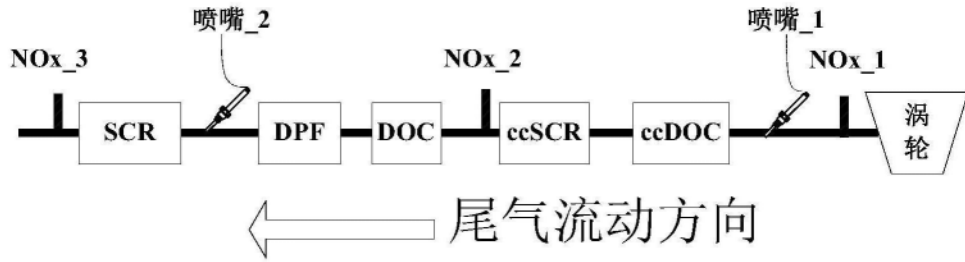 喷嘴_2
喷嘴_1
NOx_3
NOx_2
NOx_1
SCR
DPF
DOC
ccSCR
ccDOC
涡轮
尾气流动方向